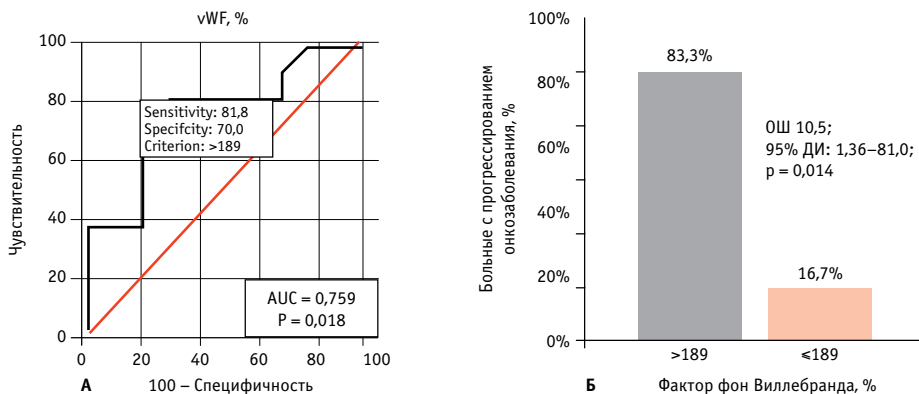 vWF, %
Чувствительность
100
80
60
40
20
0
Sensitivity: 81,8
Specifcity: 70,0
Criterion: >189
AUC = 0,759
P = 0,018
0 20 40 60 80 100
А 100 – Специфичность
Больные с прогрессированием
онкозаболевания, %
100%
80%
60%
40%
20%
0%
83,3%
16,7%
ОШ 10,5;
95% ДИ: 1,36–81,0;
p = 0,014
>189 ⩽189
Б Фактор фон Виллебранда, %